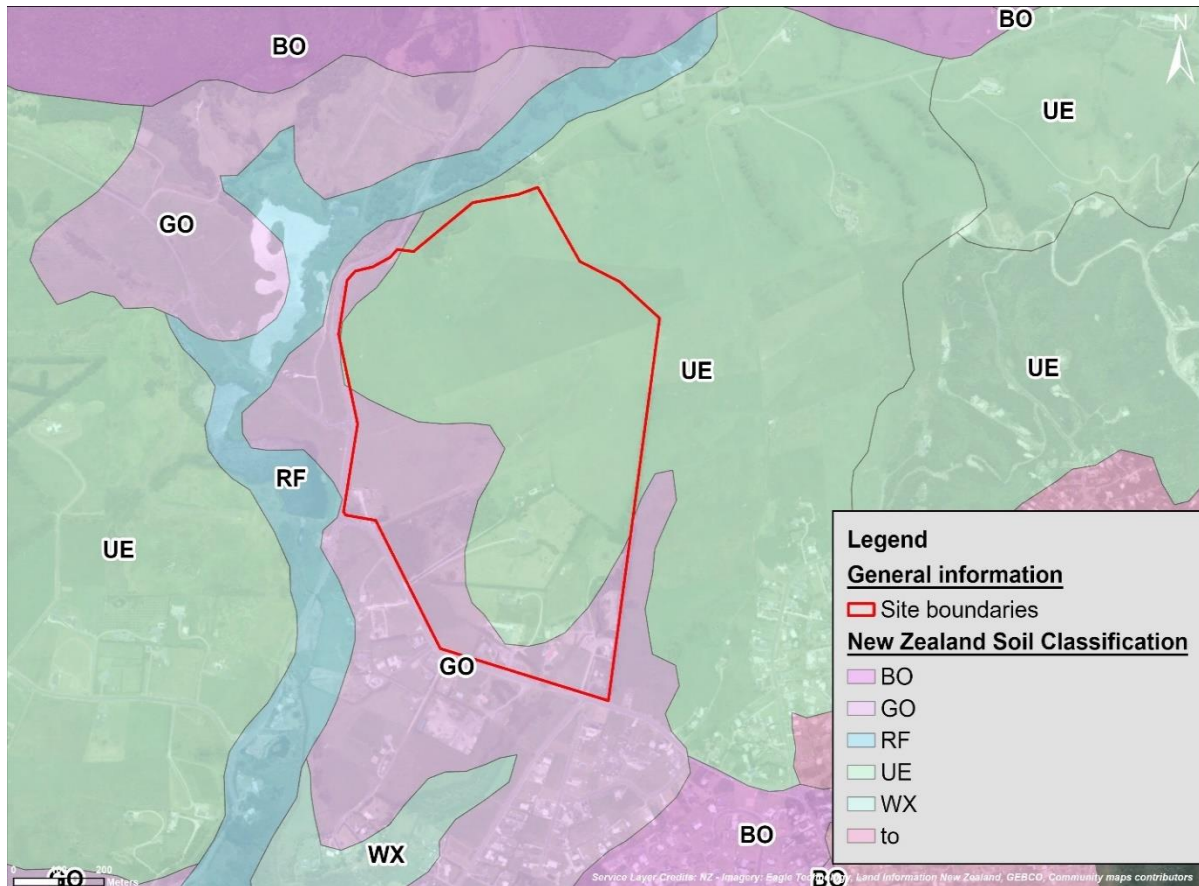 BO
BO
N
UE
GO
UE
UE
RF
UE
GO
WX
BO
GO
BO
Legend
General information
Site boundaries
New Zealand Soil Classification
BO
GO
RF
UE
WX
to
0
200
Meters
Service Layer Credits: NZ - Imagery: Eagle Technology, Land Information New Zealand, GEBCO, Community maps contributors